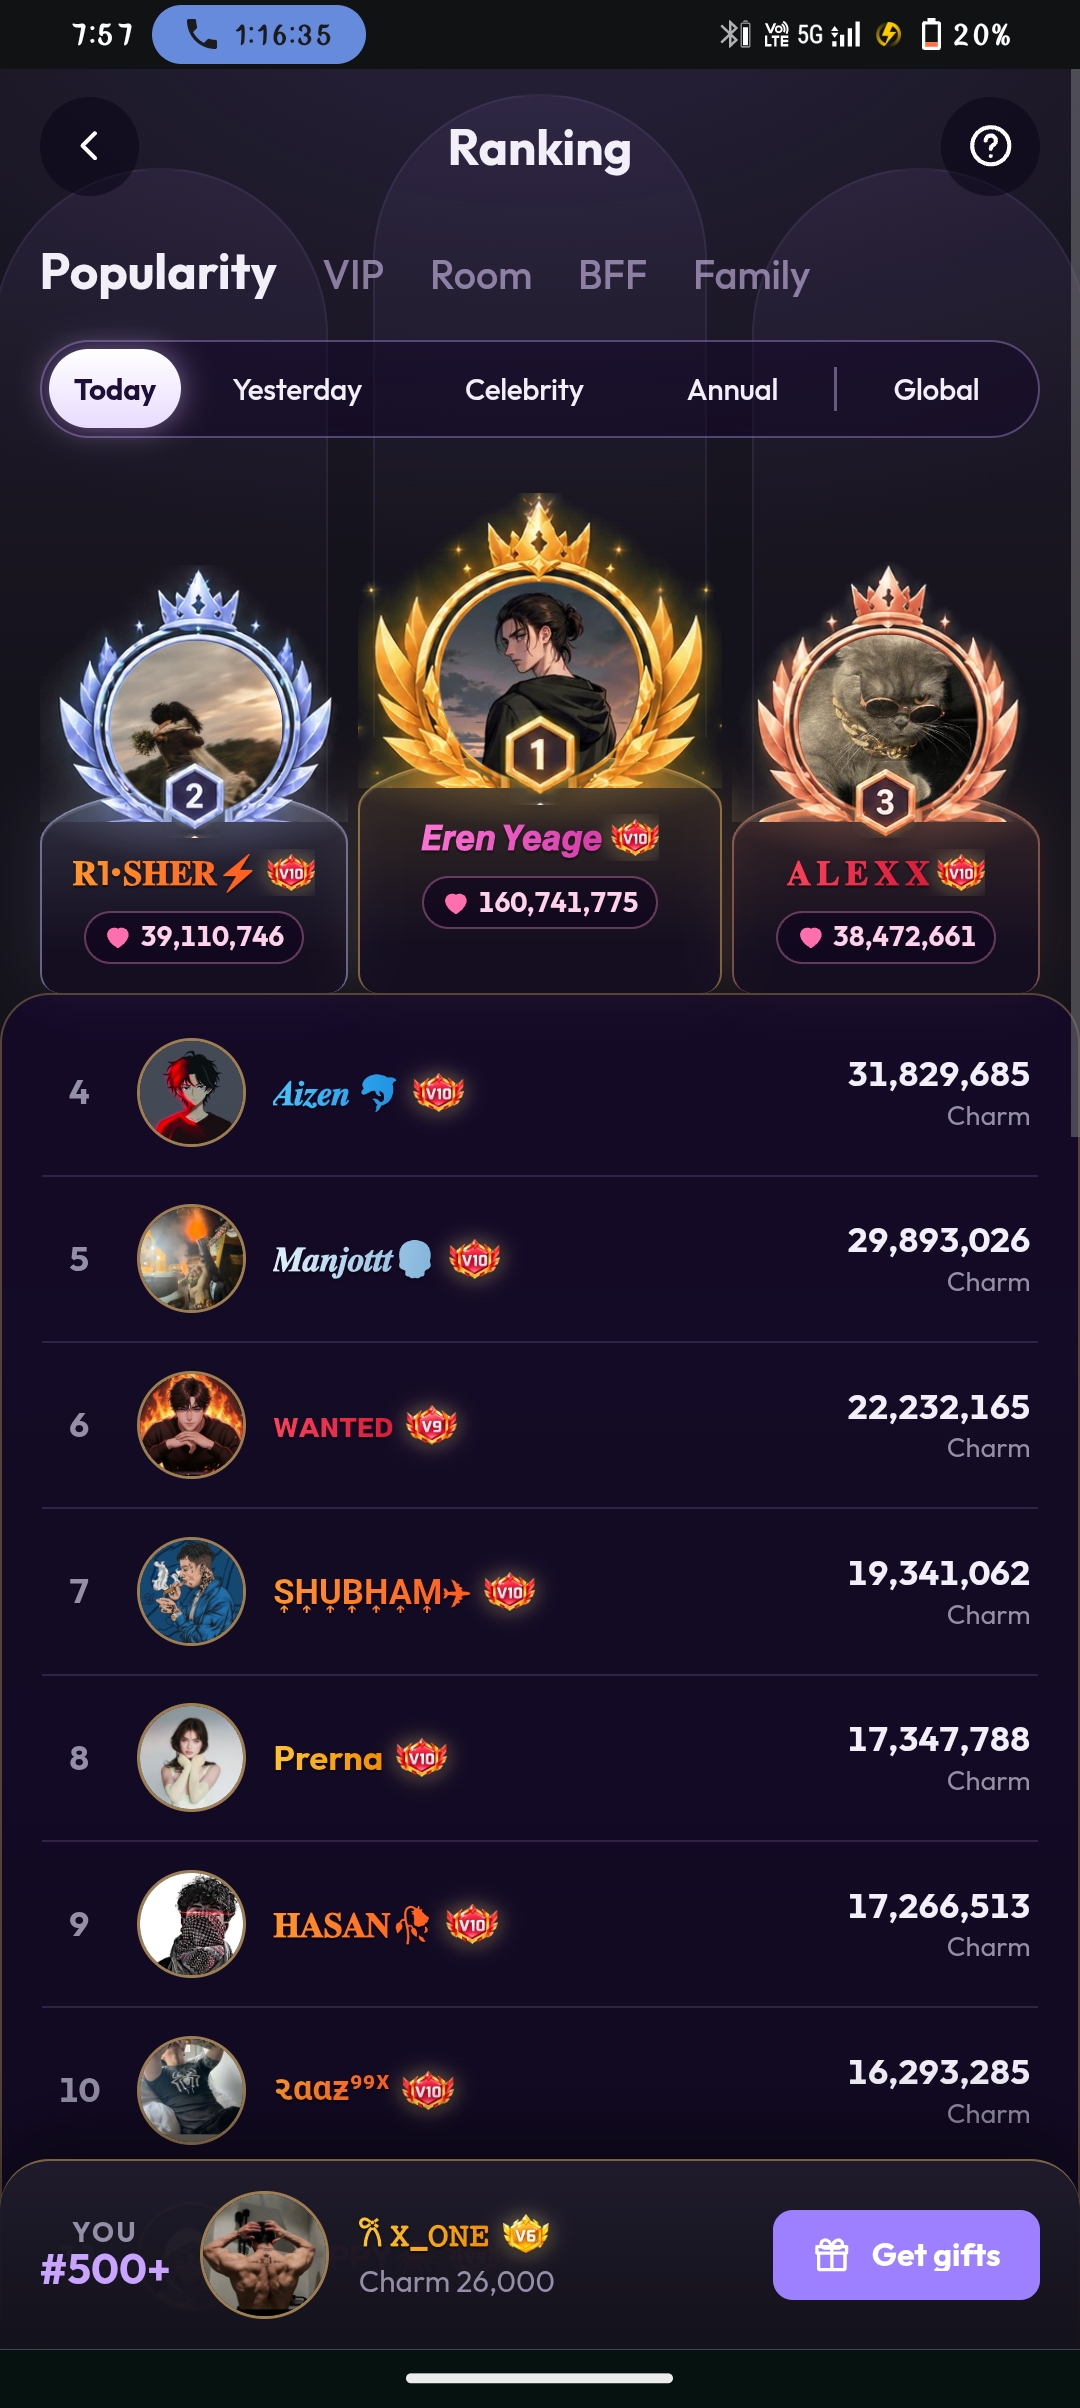 7:57 1:16:35 Vo)) LTE 5G 20%
Ranking
Popularity VIP Room BFF Family
Today Yesterday Celebrity Annual Global
1
2
3
Eren Yeage V10
160,741,775
R1•SHER⚡ V10
39,110,746
ALEXX V10
38,472,661
4 Aizen 🐬 V10 31,829,685
Charm
5 Manjottt V10 29,893,026
Charm
6 WANTED V9 22,232,165
Charm
7 SHUBHAM✈ V10 19,341,062
Charm
8 Prerna V10 17,347,788
Charm
9 HASAN🥀 V10 17,266,513
Charm
10 २ααƶ⁹⁹ˣ V10 16,293,285
Charm
YOU
#500+
X_ONE V6
Charm 26,000
Get gifts